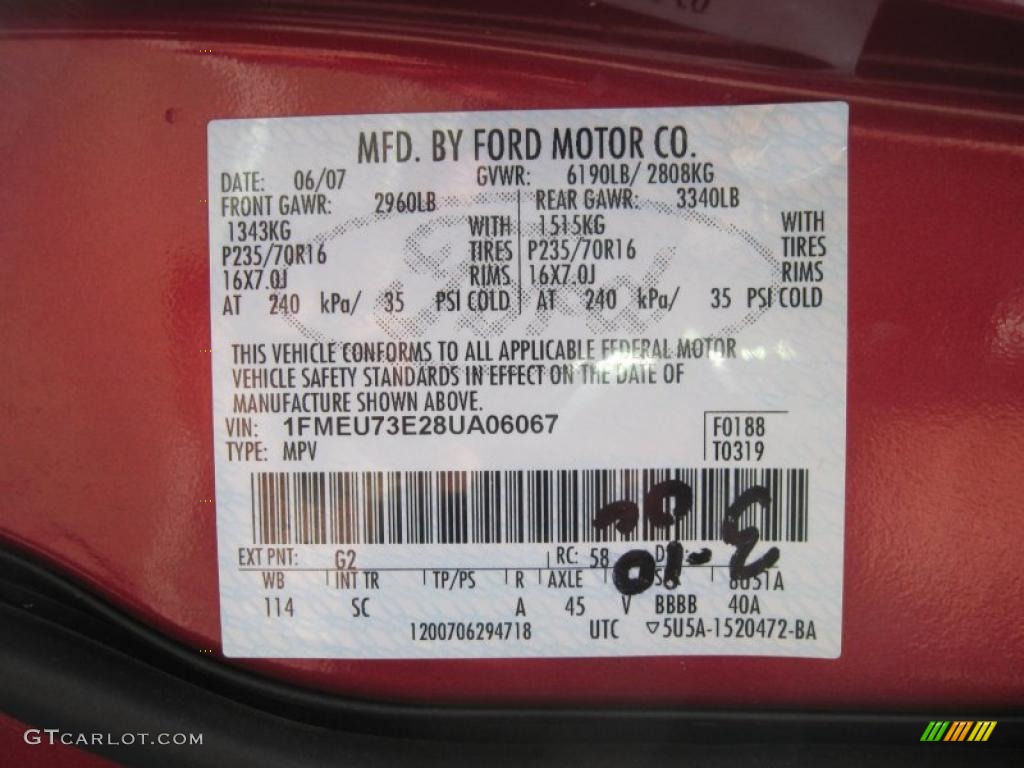 MFD. BY FORD MOTOR CO.
DATE: 06/07 GVWR: 6190LB/ 2808KG
FRONT GAWR: 2960LB REAR GAWR: 3340LB
1343KG WITH 1515KG WITH
P235/70R16 TIRES P235/70R16 TIRES
16X7.0J RIMS 16X7.0J RIMS
AT 240 kPa/ 35 PSI COLD AT 240 kPa/ 35 PSI COLD
THIS VEHICLE CONFORMS TO ALL APPLICABLE FEDERAL MOTOR
VEHICLE SAFETY STANDARDS IN EFFECT ON THE DATE OF
MANUFACTURE SHOWN ABOVE.
VIN: 1FMEU73E28UA06067 F0188
TYPE: MPV T0319
EXT PNT: G2 RC: 58
WB INT TR TP/PS R AXLE
114 SC A 45 V BBBB 40A
1200706294718 UTC 5U5A-1520472-BA
GTCARLOT.COM